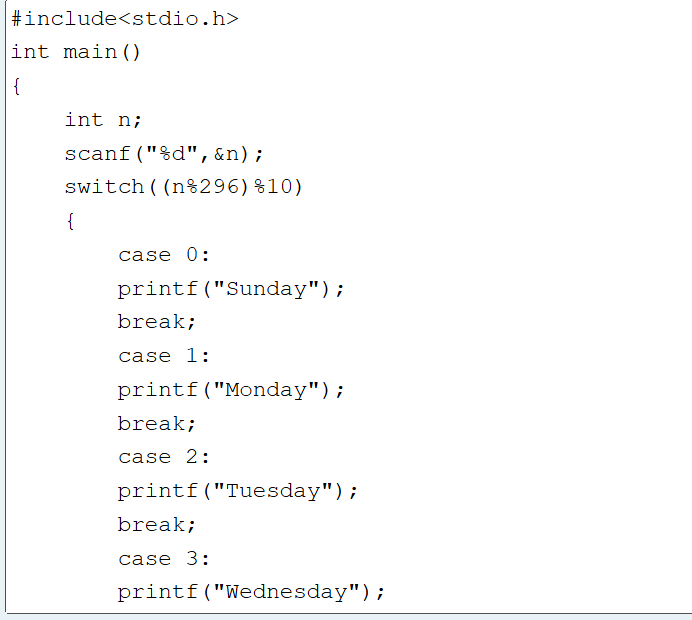 #include<stdio.h>
int main()
{
    int n;
    scanf("%d",&n);
    switch((n%296)%10)
    {
        case 0:
        printf("Sunday");
        break;
        case 1:
        printf("Monday");
        break;
        case 2:
        printf("Tuesday");
        break;
        case 3:
        printf("Wednesday");